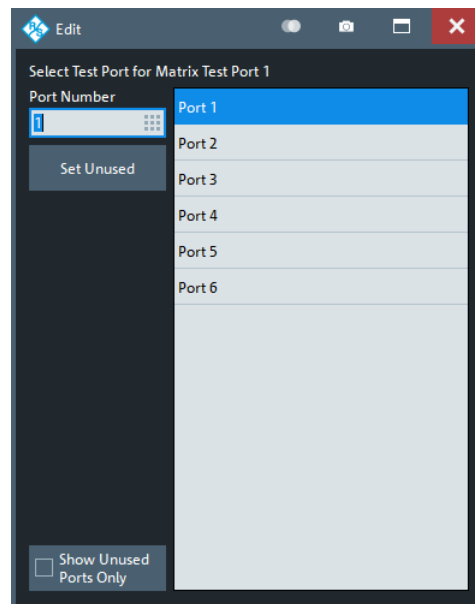 Edit
Select Test Port for Matrix Test Port 1
Port Number
1
Set Unused
Port 1
Port 2
Port 3
Port 4
Port 5
Port 6
Show Unused
Ports Only